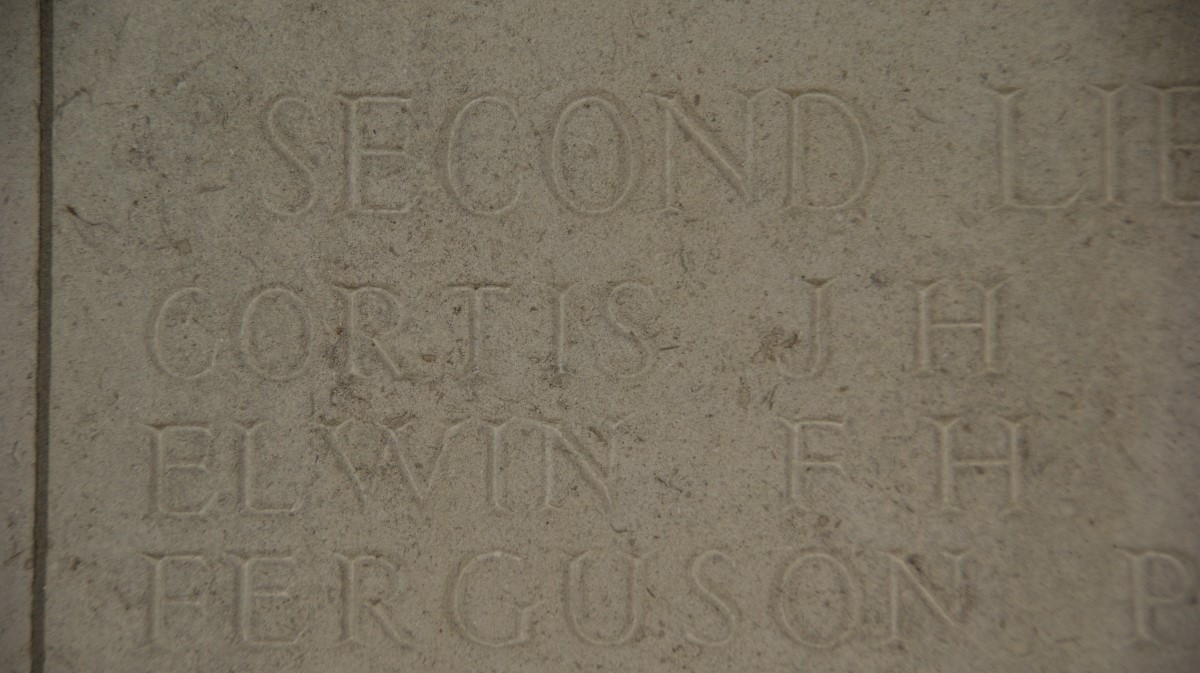 SECOND LIE
CORTIS J H
ELWIN F H
FERGUSON P